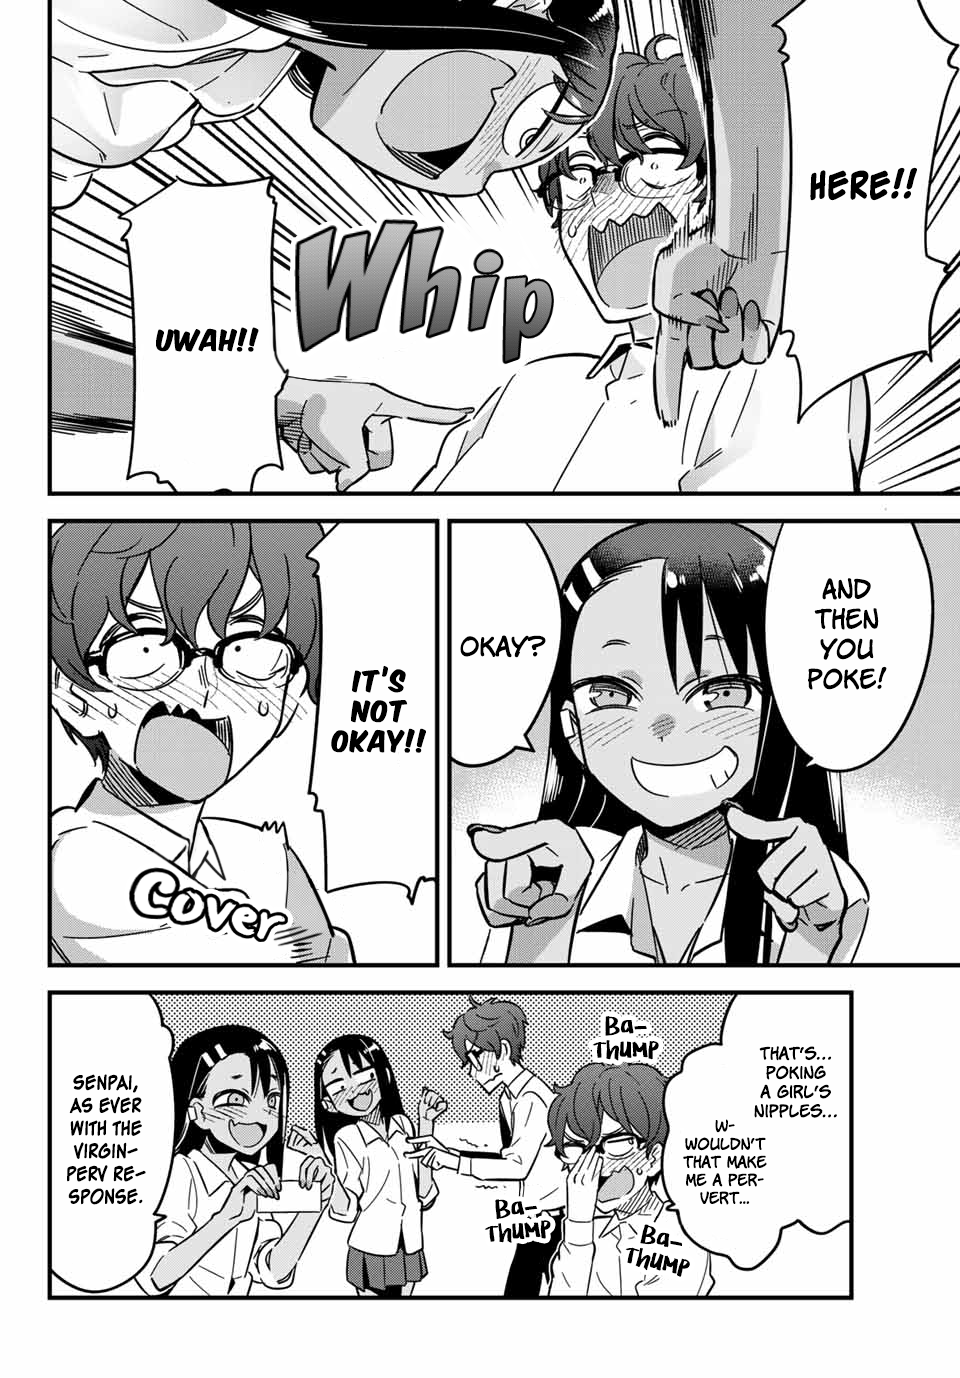 HERE!!
Whip
UWAH!!
AND
THEN
YOU
POKE!
OKAY?
IT'S
NOT
OKAY!!
Cover
THAT'S...
POKING
A GIRL'S
NIPPLES...
W-
WOULDN'T
THAT MAKE
ME A PER-
VERT...
Ba-
Thump
Ba-
Thump
Ba-
Thump
SENPAI,
AS EVER
WITH THE
VIRGIN-
PERV RE-
SPONSE.